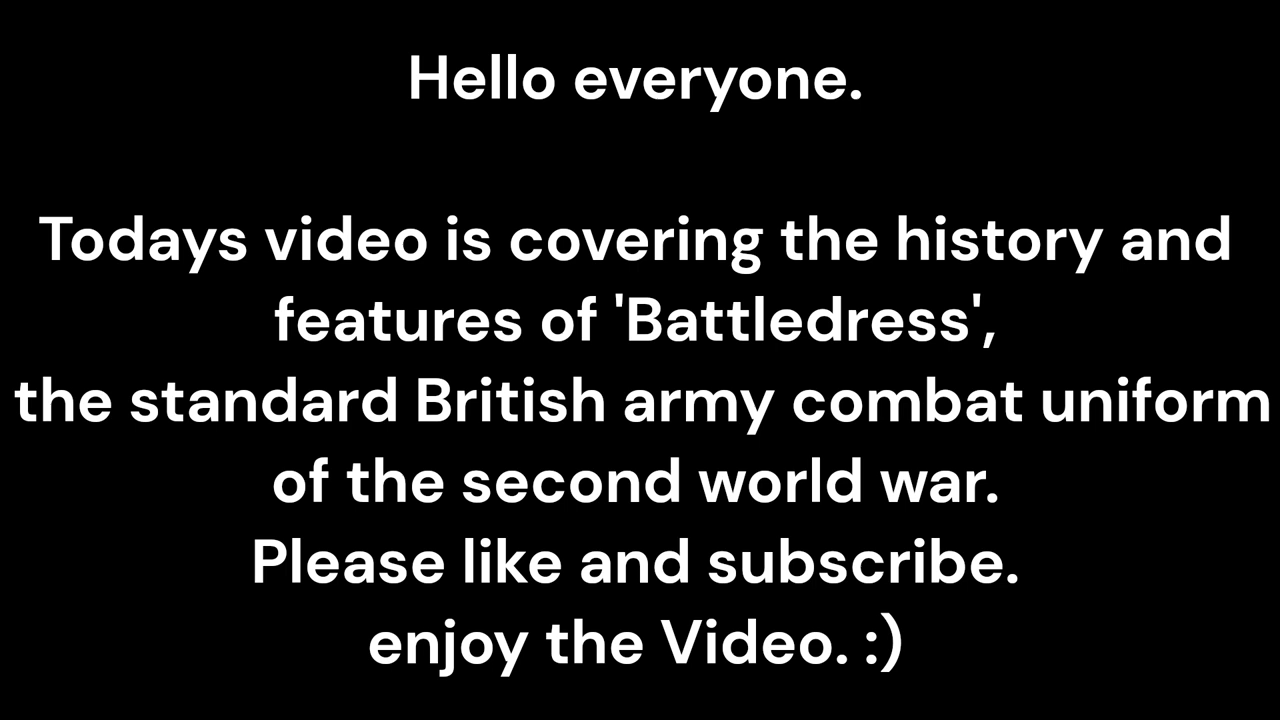 Hello everyone.
Todays video is covering the history and
features of 'Battledress',
the standard British army combat uniform
of the second world war.
Please like and subscribe.
enjoy the Video. :)